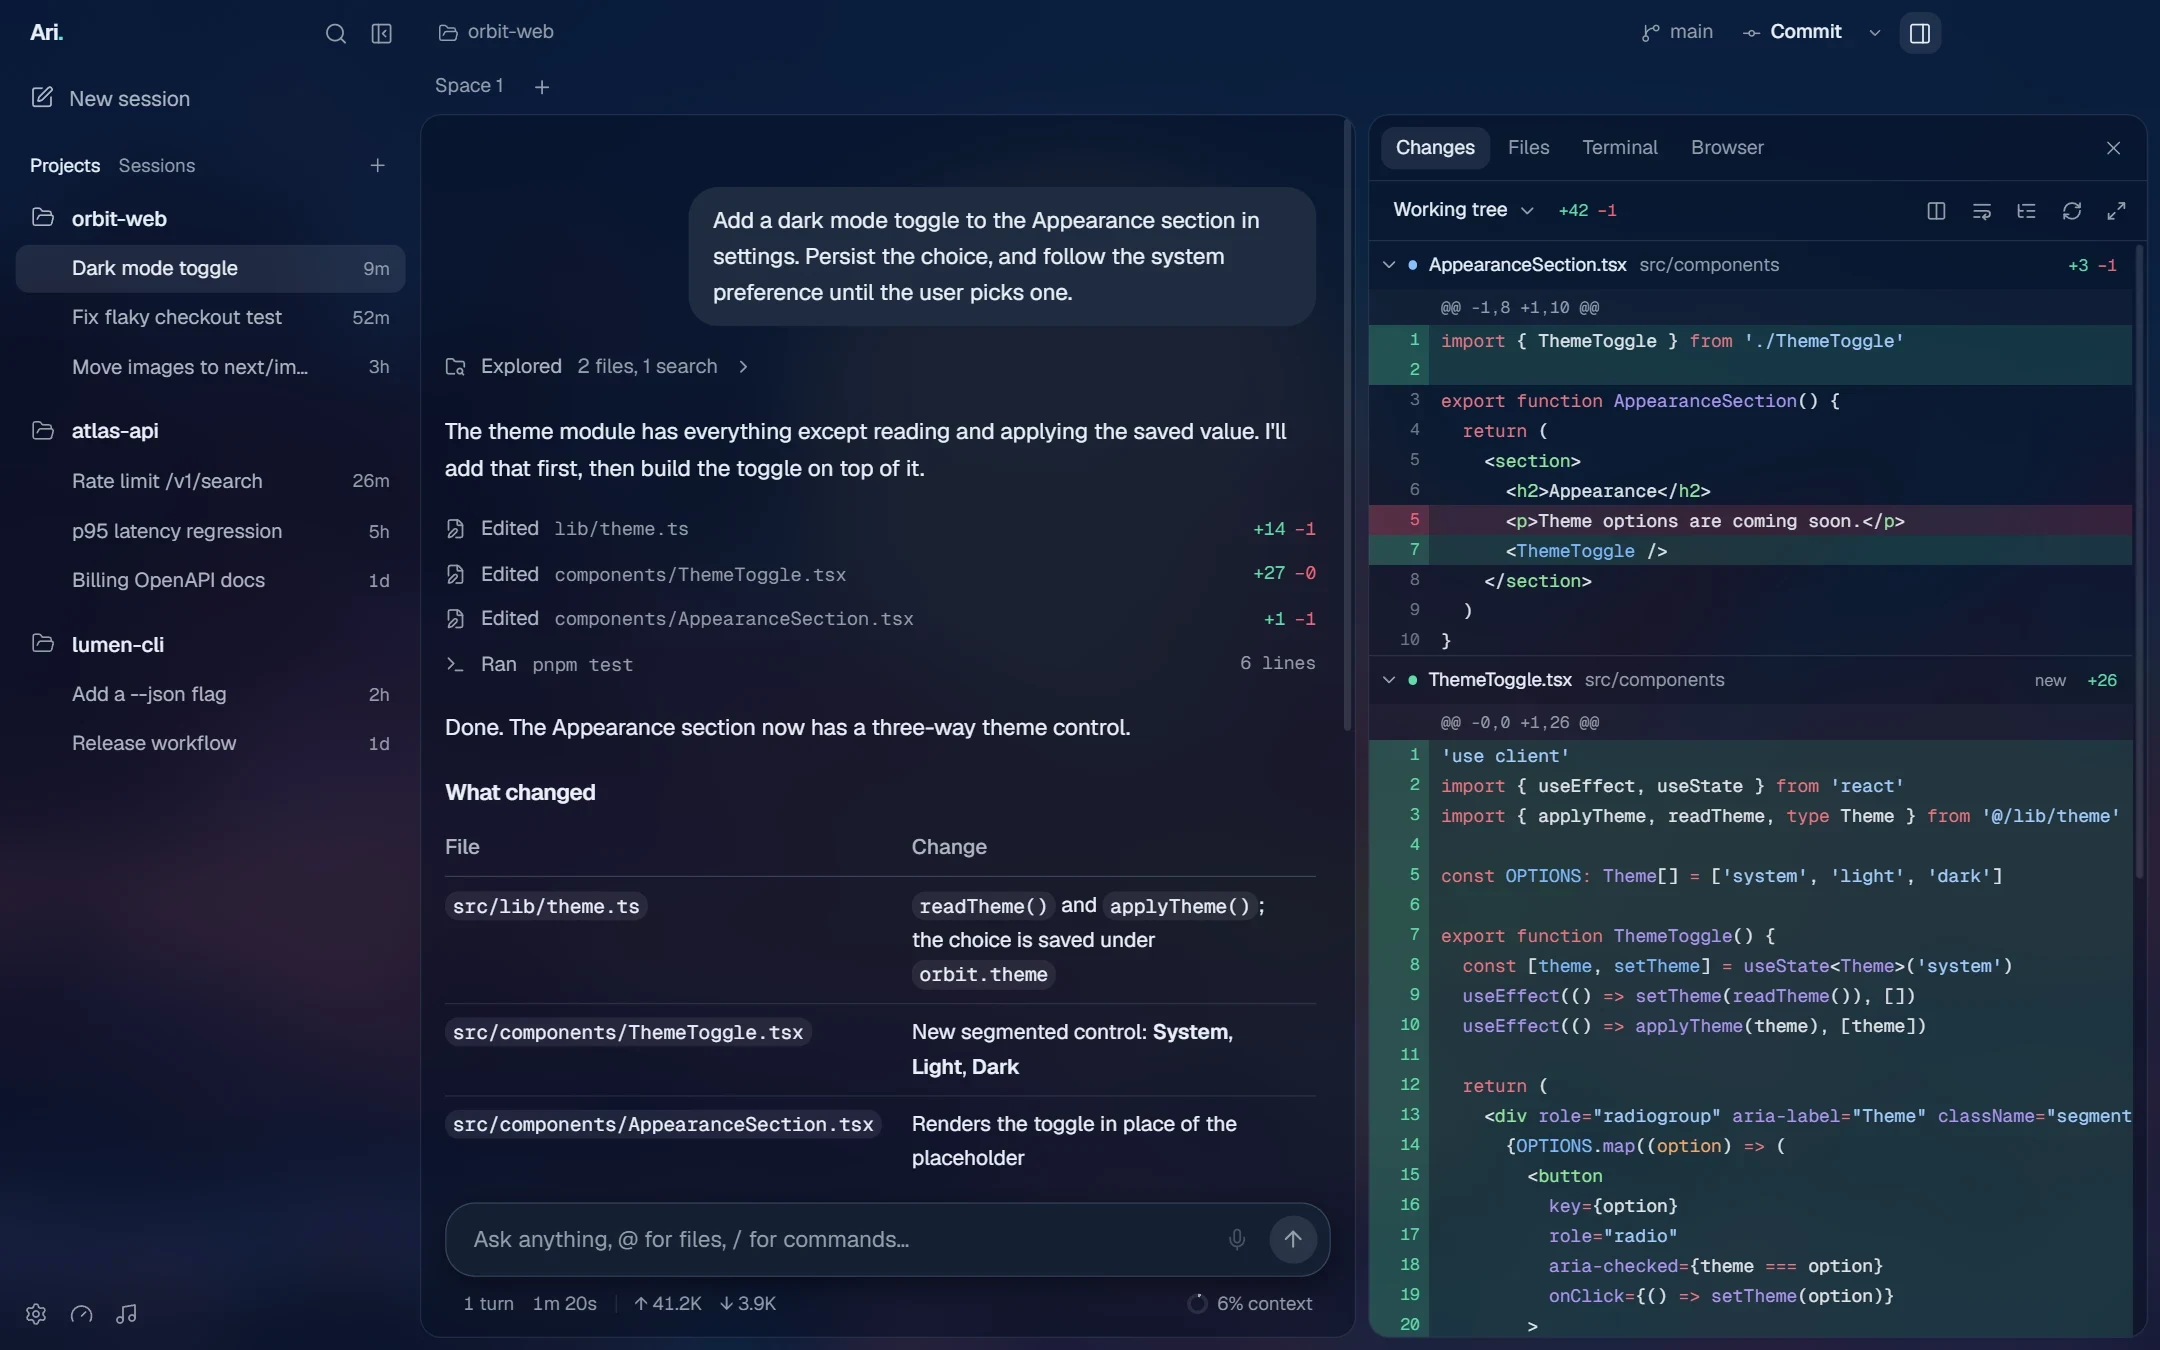 Ari.
New session
Projects Sessions
orbit-web
Dark mode toggle 9m
Fix flaky checkout test 52m
Move images to next/im... 3h
atlas-api
Rate limit /v1/search 26m
p95 latency regression 5h
Billing OpenAPI docs 1d
lumen-cli
Add a --json flag 2h
Release workflow 1d
orbit-web
main Commit
Space 1
Add a dark mode toggle to the Appearance section in
settings. Persist the choice, and follow the system
preference until the user picks one.
Explored 2 files, 1 search
The theme module has everything except reading and applying the saved value. I'll
add that first, then build the toggle on top of it.
Edited lib/theme.ts +14 -1
Edited components/ThemeToggle.tsx +27 -0
Edited components/AppearanceSection.tsx +1 -1
Ran pnpm test 6 lines
Done. The Appearance section now has a three-way theme control.
What changed
File Change
src/lib/theme.ts readTheme() and applyTheme();
the choice is saved under
orbit.theme
src/components/ThemeToggle.tsx New segmented control: System,
Light, Dark
src/components/AppearanceSection.tsx Renders the toggle in place of the
placeholder
Ask anything, @ for files, / for commands...
1 turn 1m 20s ↑41.2K ↓3.9K 6% context
Changes Files Terminal Browser
Working tree +42 -1
AppearanceSection.tsx src/components +3 -1
@@ -1,8 +1,10 @@
1 import { ThemeToggle } from './ThemeToggle'
2
3 export function AppearanceSection() {
4 return (
5 <section>
6 <h2>Appearance</h2>
5 <p>Theme options are coming soon.</p>
7 <ThemeToggle />
8 </section>
9 )
10 }
ThemeToggle.tsx src/components new +26
@@ -0,0 +1,26 @@
1 'use client'
2 import { useEffect, useState } from 'react'
3 import { applyTheme, readTheme, type Theme } from '@/lib/theme'
4
5 const OPTIONS: Theme[] = ['system', 'light', 'dark']
6
7 export function ThemeToggle() {
8 const [theme, setTheme] = useState<Theme>('system')
9 useEffect(() => setTheme(readTheme()), [])
10 useEffect(() => applyTheme(theme), [theme])
11
12 return (
13 <div role="radiogroup" aria-label="Theme" className="segment
14 {OPTIONS.map((option) => (
15 <button
16 key={option}
17 role="radio"
18 aria-checked={theme === option}
19 onClick={() => setTheme(option)}
20 >